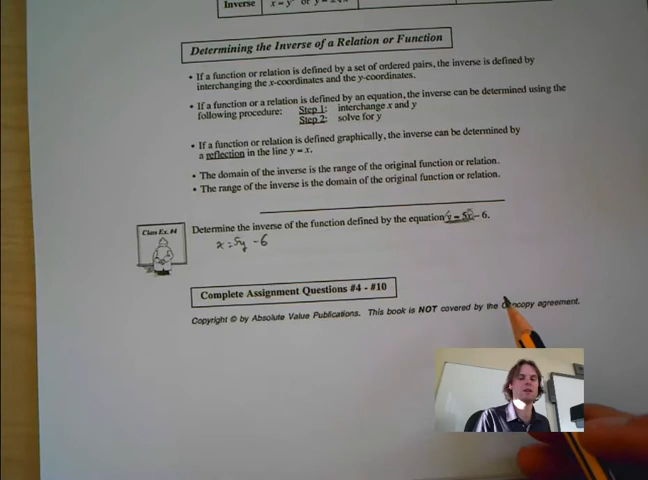 Inverse
Determining the Inverse of a Relation or Function
• If a function or relation is defined by a set of ordered pairs, the inverse is defined by
interchanging the x-coordinates and the y-coordinates.
• If a function or a relation is defined by an equation, the inverse can be determined using the
following procedure: Step 1: interchange x and y
Step 2: solve for y
• If a function or relation is defined graphically, the inverse can be determined by
a reflection in the line y = x.
• The domain of the inverse is the range of the original function or relation.
• The range of the inverse is the domain of the original function or relation.
Class Ex. #4
Determine the inverse of the function defined by the equation y = 5x - 6.
x = 5y - 6
Complete Assignment Questions #4 - #10
Copyright © by Absolute Value Publications. This book is NOT covered by the agreement.